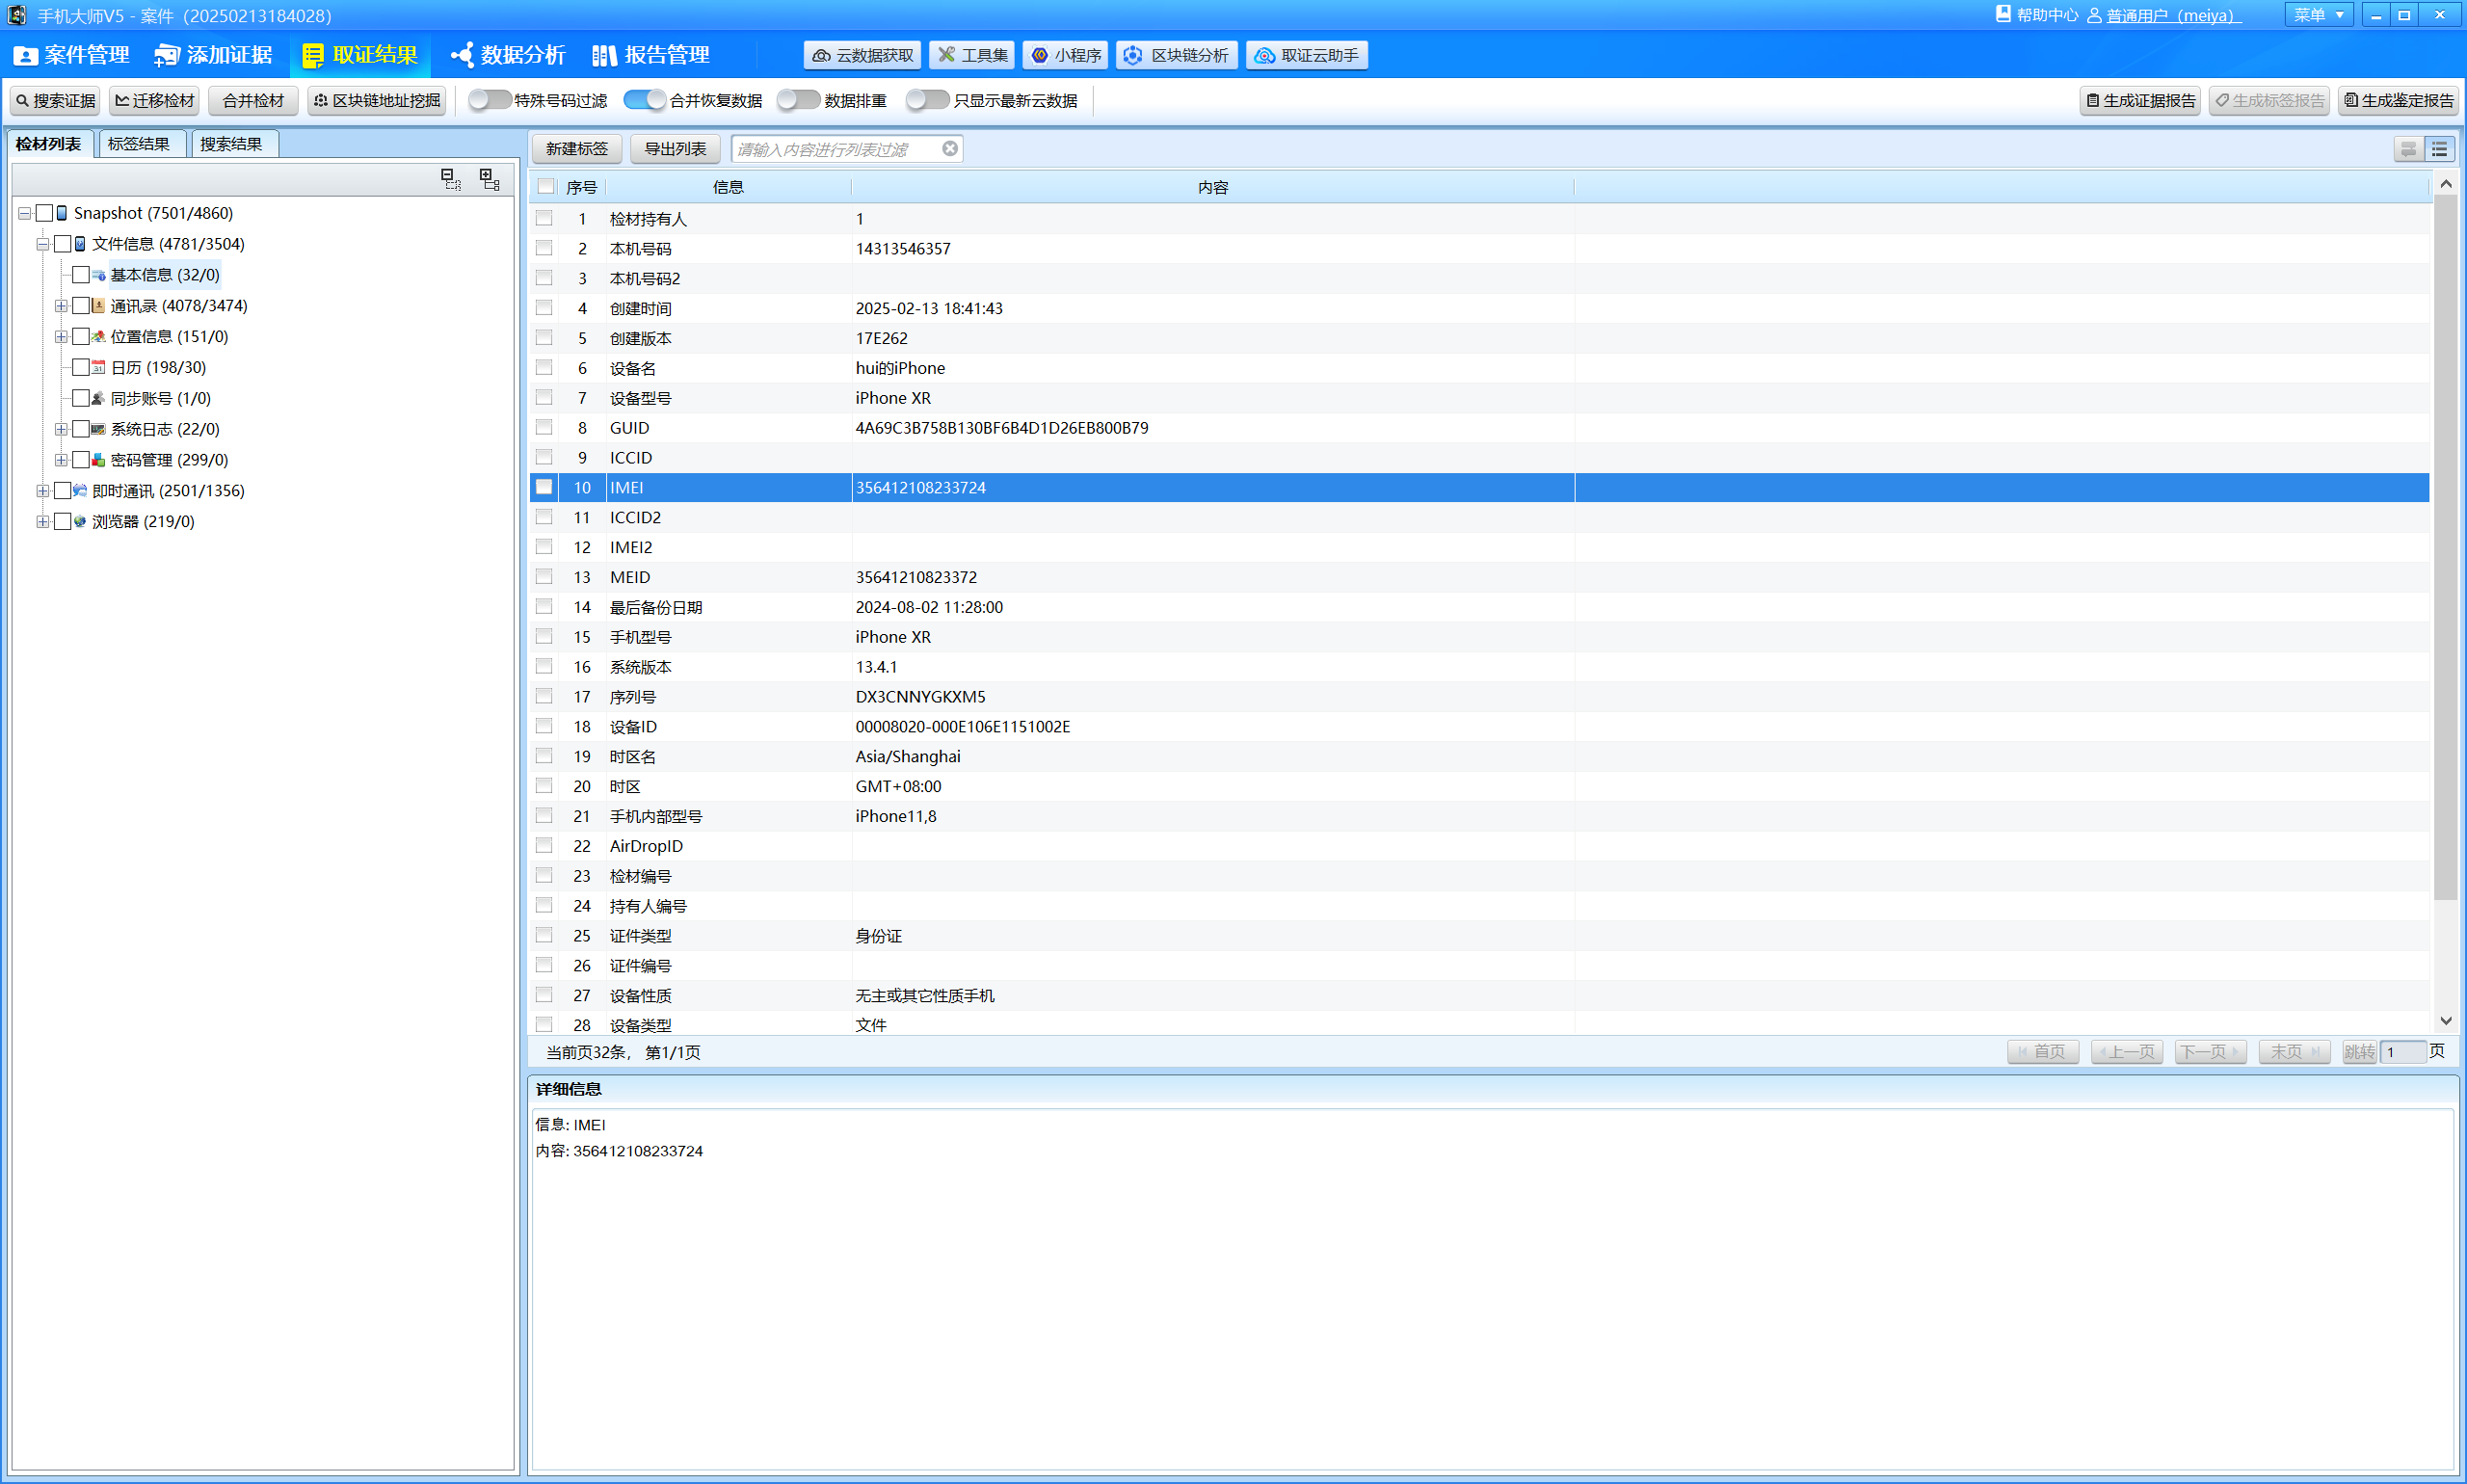 手机大师V5 - 案件（20250213184028） 帮助中心 普通用户（meiya） 菜单
案件管理 添加证据 取证结果 数据分析 报告管理 云数据获取 工具集 小程序 区块链分析 取证云助手
搜索证据 迁移检材 合并检材 区块链地址挖掘 特殊号码过滤 合并恢复数据 数据排重 只显示最新云数据 生成证据报告 生成标签报告 生成鉴定报告
检材列表 标签结果 搜索结果
Snapshot (7501/4860)
文件信息 (4781/3504)
基本信息 (32/0)
通讯录 (4078/3474)
位置信息 (151/0)
31 日历 (198/30)
同步账号 (1/0)
系统日志 (22/0)
密码管理 (299/0)
即时通讯 (2501/1356)
浏览器 (219/0)
新建标签 导出列表 请输入内容进行列表过滤
序号 信息 内容
1 检材持有人 1
2 本机号码 14313546357
3 本机号码2
4 创建时间 2025-02-13 18:41:43
5 创建版本 17E262
6 设备名 hui的iPhone
7 设备型号 iPhone XR
8 GUID 4A69C3B758B130BF6B4D1D26EB800B79
9 ICCID
10 IMEI 356412108233724
11 ICCID2
12 IMEI2
13 MEID 35641210823372
14 最后备份日期 2024-08-02 11:28:00
15 手机型号 iPhone XR
16 系统版本 13.4.1
17 序列号 DX3CNNYGKXM5
18 设备ID 00008020-000E106E1151002E
19 时区名 Asia/Shanghai
20 时区 GMT+08:00
21 手机内部型号 iPhone11,8
22 AirDropID
23 检材编号
24 持有人编号
25 证件类型 身份证
26 证件编号
27 设备性质 无主或其它性质手机
28 设备类型 文件
当前页32条， 第1/1页 首页 上一页 下一页 末页 跳转 1 页
详细信息
信息: IMEI
内容: 356412108233724